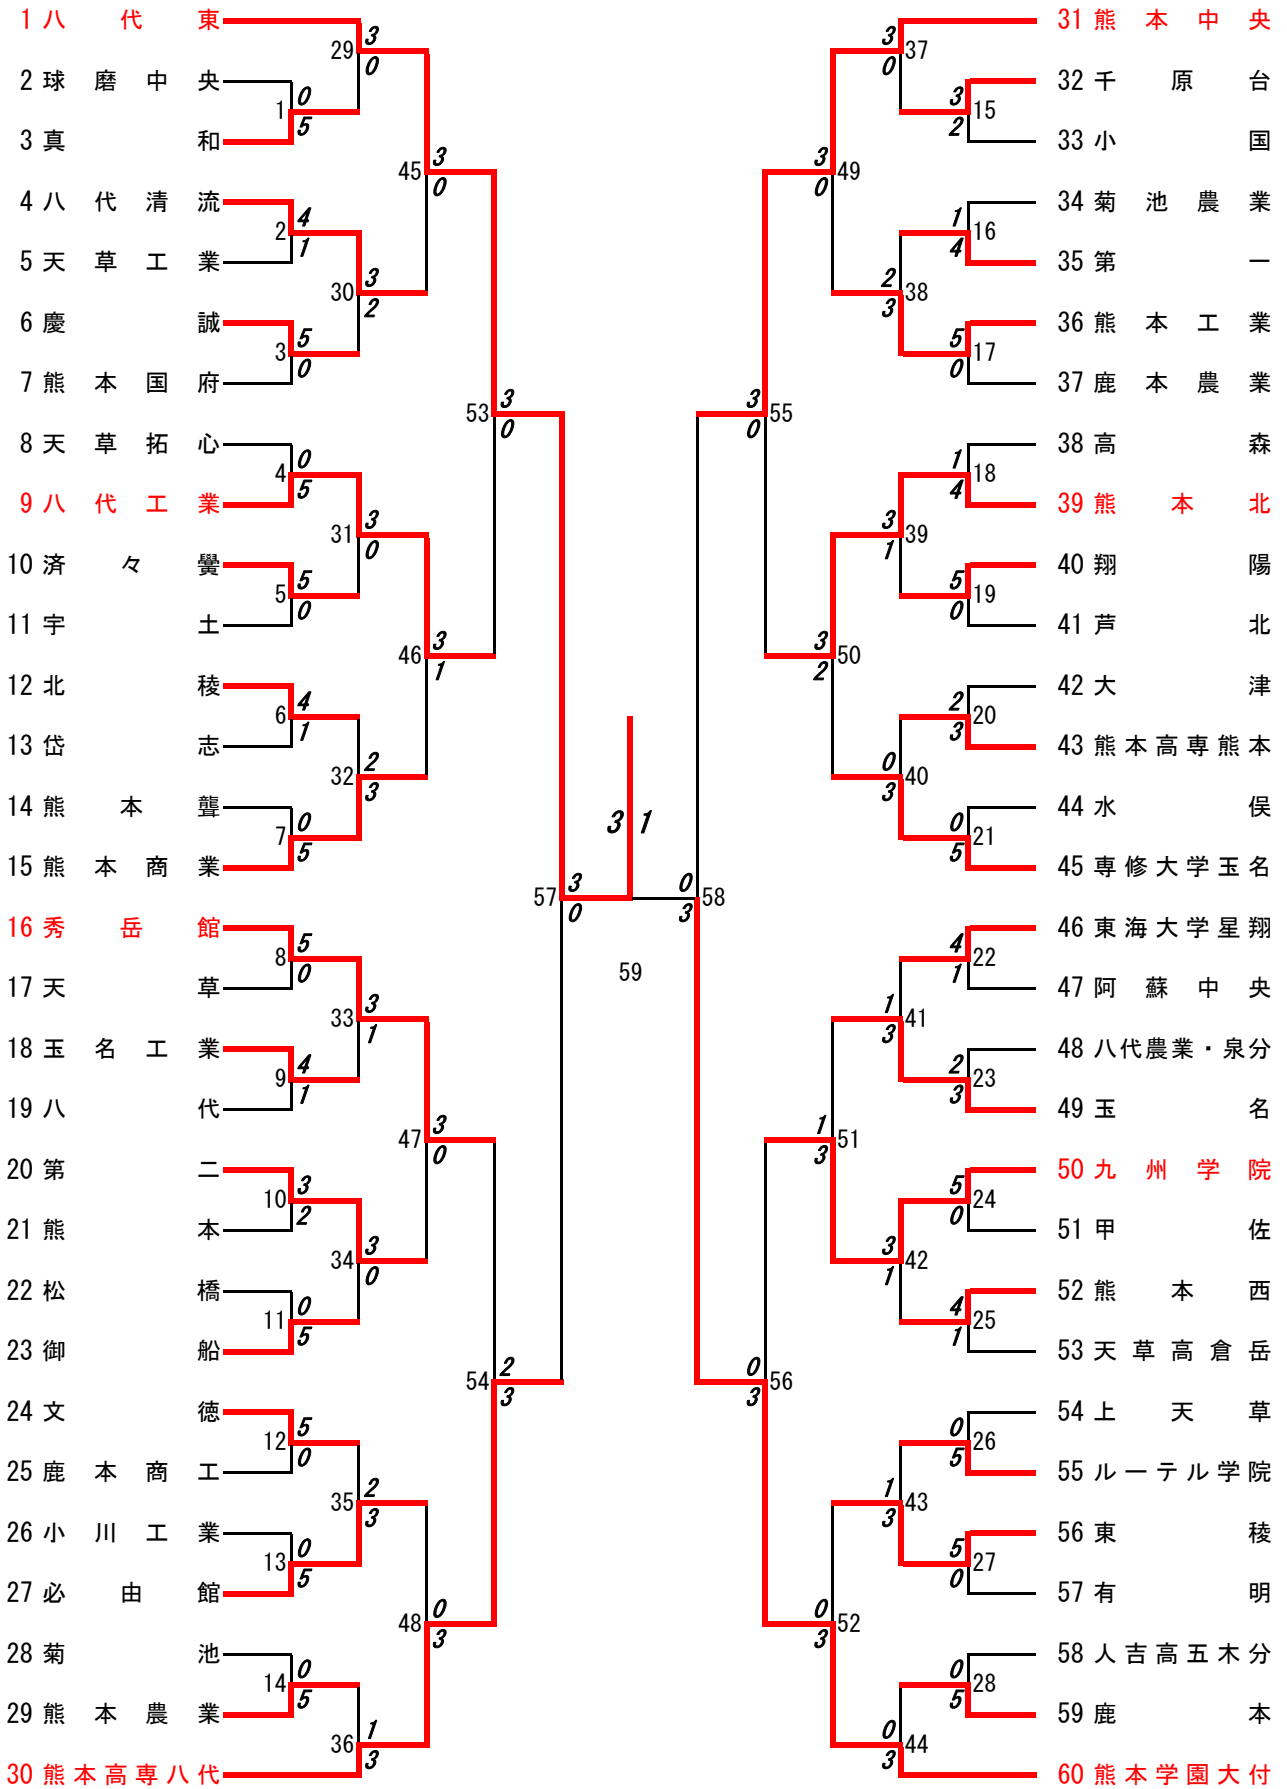 1 八代東
2 球磨中央
3 真和
4 八代清流
5 天草工業
6 慶誠
7 熊本国府
8 天草拓心
9 八代工業
10 済々黌
11 宇土
12 北稜
13 岱志
14 熊本聾
15 熊本商業
16 秀岳館
17 天草
18 玉名工業
19 八代
20 第二
21 熊本
22 松橋
23 御船
24 文徳
25 鹿本商工
26 小川工業
27 必由館
28 菊池
29 熊本農業
30 熊本高専八代
1 0 5
2 4 1
3 5 0
4 0 5
5 5 0
6 4 1
7 0 5
8 5 0
9 4 1
10 3 2
11 0 5
12 5 0
13 0 5
14 0 5
29 3 0
30 3 2
31 3 0
32 2 3
33 3 1
34 3 0
35 2 3
36 1 3
45 3 0
46 3 1
47 3 0
48 0 3
53 3 0
54 2 3
57 3 0
3 1
59
0 3 58
3 0 55
0 3 56
3 0 49
3 2 50
1 3 51
0 3 52
3 0 37
2 3 38
3 1 39
0 3 40
1 3 41
3 1 42
1 3 43
0 3 44
3 2 15
1 4 16
5 0 17
1 4 18
5 0 19
2 3 20
0 5 21
4 1 22
2 3 23
5 0 24
4 1 25
0 5 26
5 0 27
0 5 28
31 熊本中央
32 千原台
33 小国
34 菊池農業
35 第一
36 熊本工業
37 鹿本農業
38 高森
39 熊本北
40 翔陽
41 芦北
42 大津
43 熊本高専熊本
44 水俣
45 専修大学玉名
46 東海大学星翔
47 阿蘇中央
48 八代農業・泉分
49 玉名
50 九州学院
51 甲佐
52 熊本西
53 天草高倉岳
54 上天草
55 ルーテル学院
56 東稜
57 有明
58 人吉高五木分
59 鹿本
60 熊本学園大付